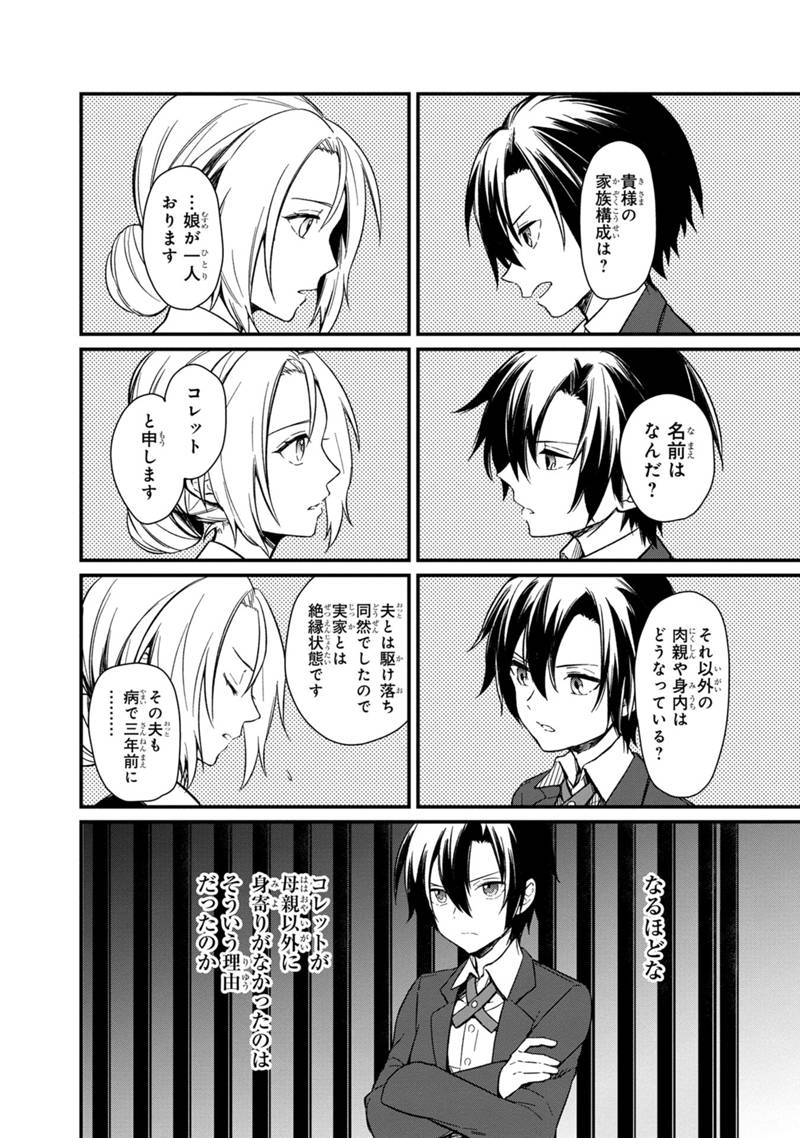 貴様の
家族構成は?
…娘が一人
おります
名前は
なんだ?
コレット
と申します
それ以外の
肉親や身内は
どうなっている?
夫とは駆け落ち
同然でしたので
実家とは
絶縁状態です
その夫も
病で三年前に
………
なるほどな
コレットが
母親以外に
身寄りがなかったのは
そういう理由
だったのか